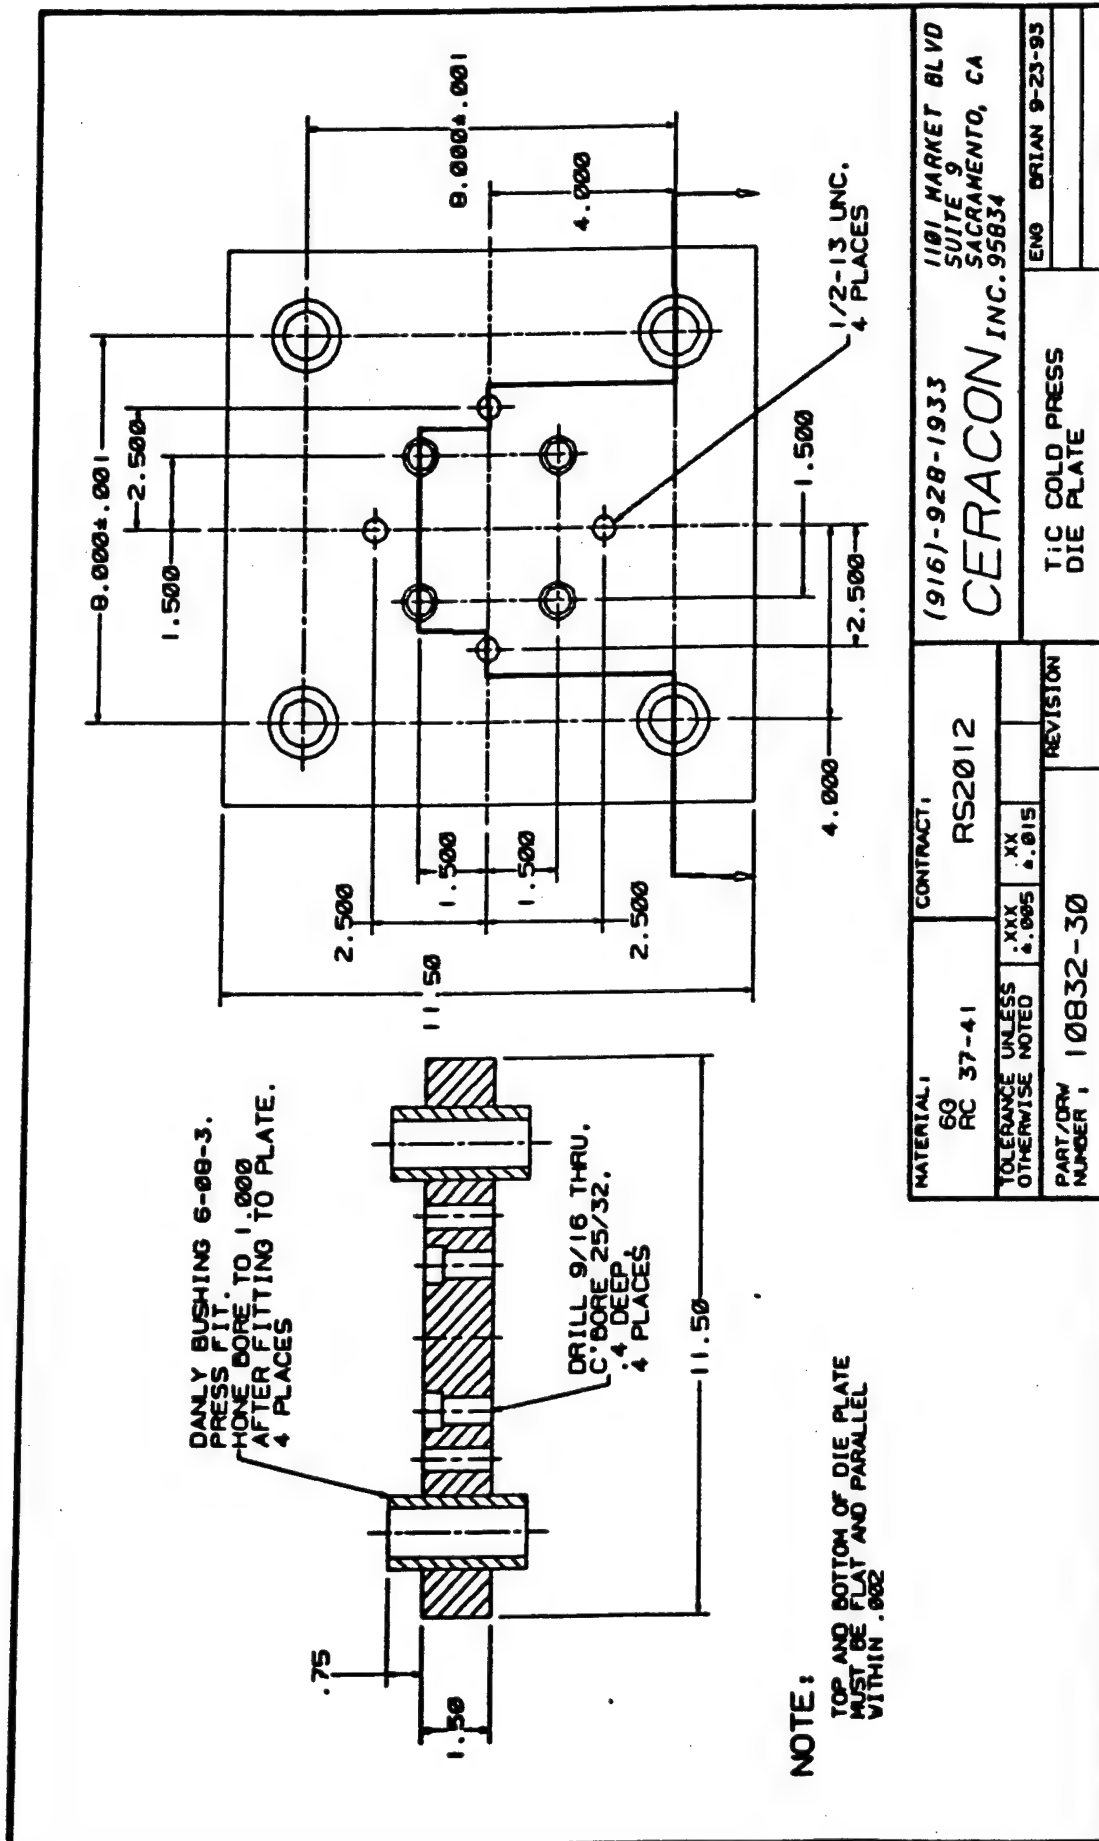 DANLY BUSHING 6-08-3.
PRESS FIT.
HONE BORE TO 1.000
AFTER FITTING TO PLATE.
4 PLACES
.75
1.50
DRILL 9/16 THRU,
C'BORE 25/32,
.4 DEEP,
4 PLACES
11.50
NOTE:
TOP AND BOTTOM OF DIE PLATE
MUST BE FLAT AND PARALLEL
WITHIN .002
8.000±.001
2.500
1.500
8.000±.001
4.000
1/2-13 UNC.
4 PLACES
1.500
2.500
4.000
2.500
1.500
1.500
2.500
11.50
MATERIAL:
6G
RC 37-41
CONTRACT:
RS2012
TOLERANCE UNLESS
OTHERWISE NOTED
.XXX
±.005
.XX
±.015
PART/DRW
NUMBER : 10832-30
REVISION
(916)-928-1933
1101 MARKET BLVD
SUITE 9
SACRAMENTO, CA
CERACON INC. 95834
TiC COLD PRESS
DIE PLATE
ENG BRIAN 9-23-93